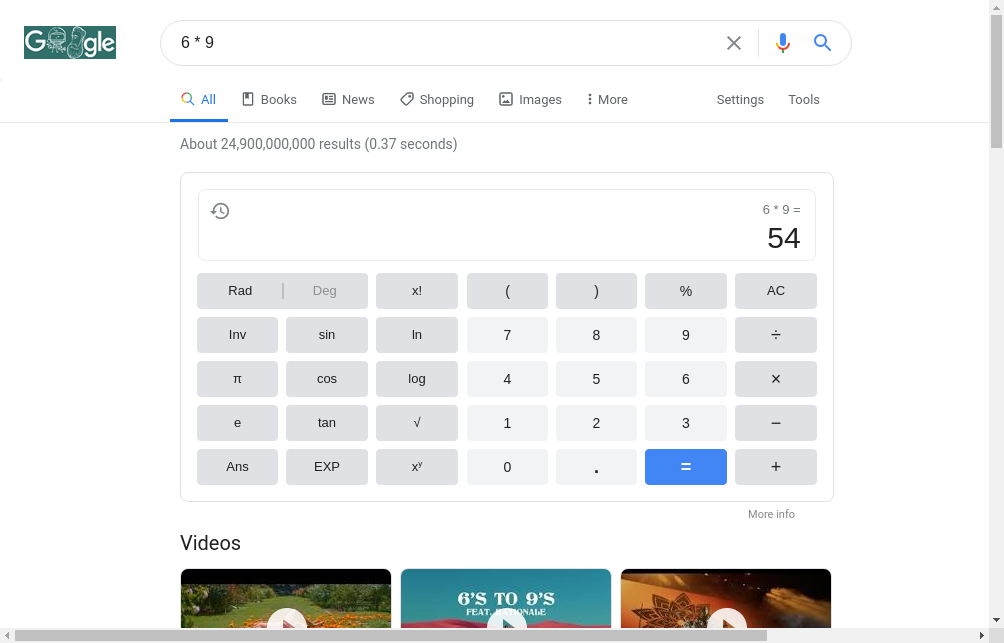 Google
6 * 9
All
Books
News
Shopping
Images
More
Settings
Tools
About 24,900,000,000 results (0.37 seconds)
6 * 9 =
54
Rad | Deg x! ( ) % AC
Inv sin ln 7 8 9 ÷
π cos log 4 5 6 ×
e tan √ 1 2 3 −
Ans EXP xʸ 0 . = +
More info
Videos
6'S TO 9'S
FEAT. RATIONALE